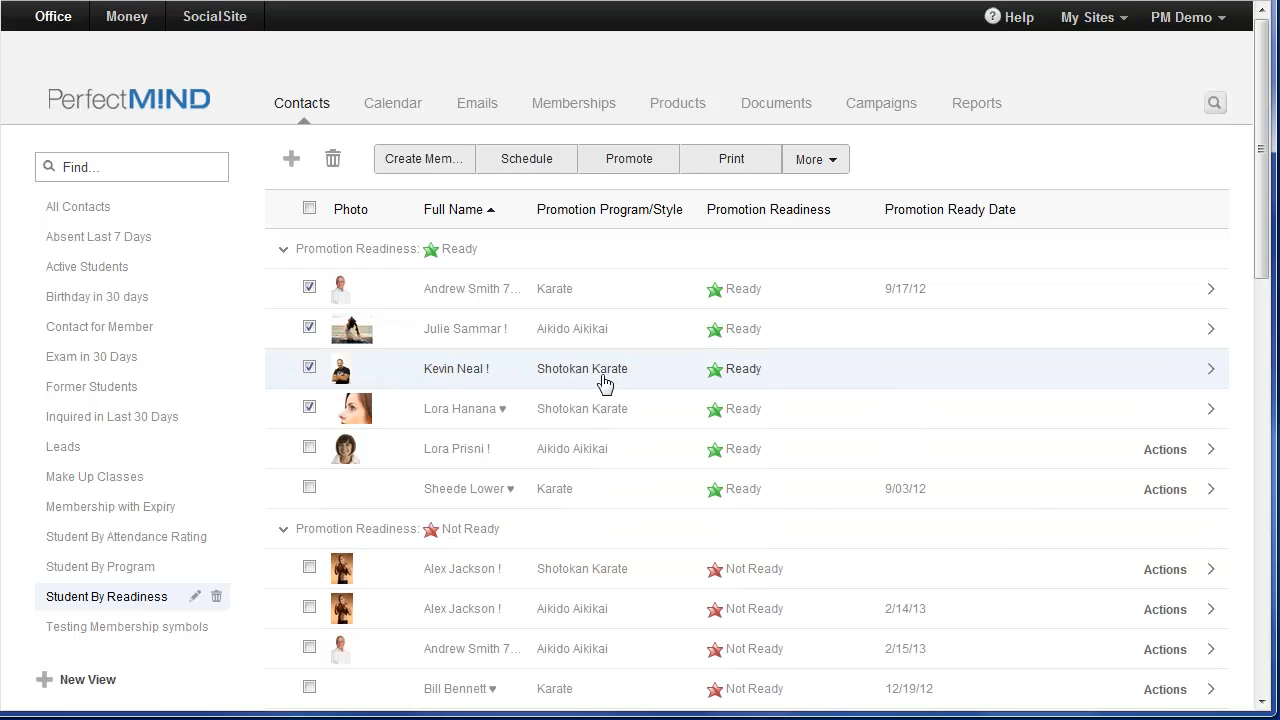 Office Money SocialSite Help My Sites PM Demo
PerfectMIND Contacts Calendar Emails Memberships Products Documents Campaigns Reports
Find...
All Contacts
Absent Last 7 Days
Active Students
Birthday in 30 days
Contact for Member
Exam in 30 Days
Former Students
Inquired in Last 30 Days
Leads
Make Up Classes
Membership with Expiry
Student By Attendance Rating
Student By Program
Student By Readiness
Testing Membership symbols
New View
Create Mem... Schedule Promote Print More
Photo Full Name Promotion Program/Style Promotion Readiness Promotion Ready Date
Promotion Readiness: Ready
Andrew Smith 7... Karate Ready 9/17/12
Julie Sammar ! Aikido Aikikai Ready
Kevin Neal ! Shotokan Karate Ready
Lora Hanana ♥ Shotokan Karate Ready
Lora Prisni ! Aikido Aikikai Ready Actions
Sheede Lower ♥ Karate Ready 9/03/12 Actions
Promotion Readiness: Not Ready
Alex Jackson ! Shotokan Karate Not Ready Actions
Alex Jackson ! Aikido Aikikai Not Ready 2/14/13 Actions
Andrew Smith 7... Aikido Aikikai Not Ready 2/15/13 Actions
Bill Bennett ♥ Karate Not Ready 12/19/12 Actions